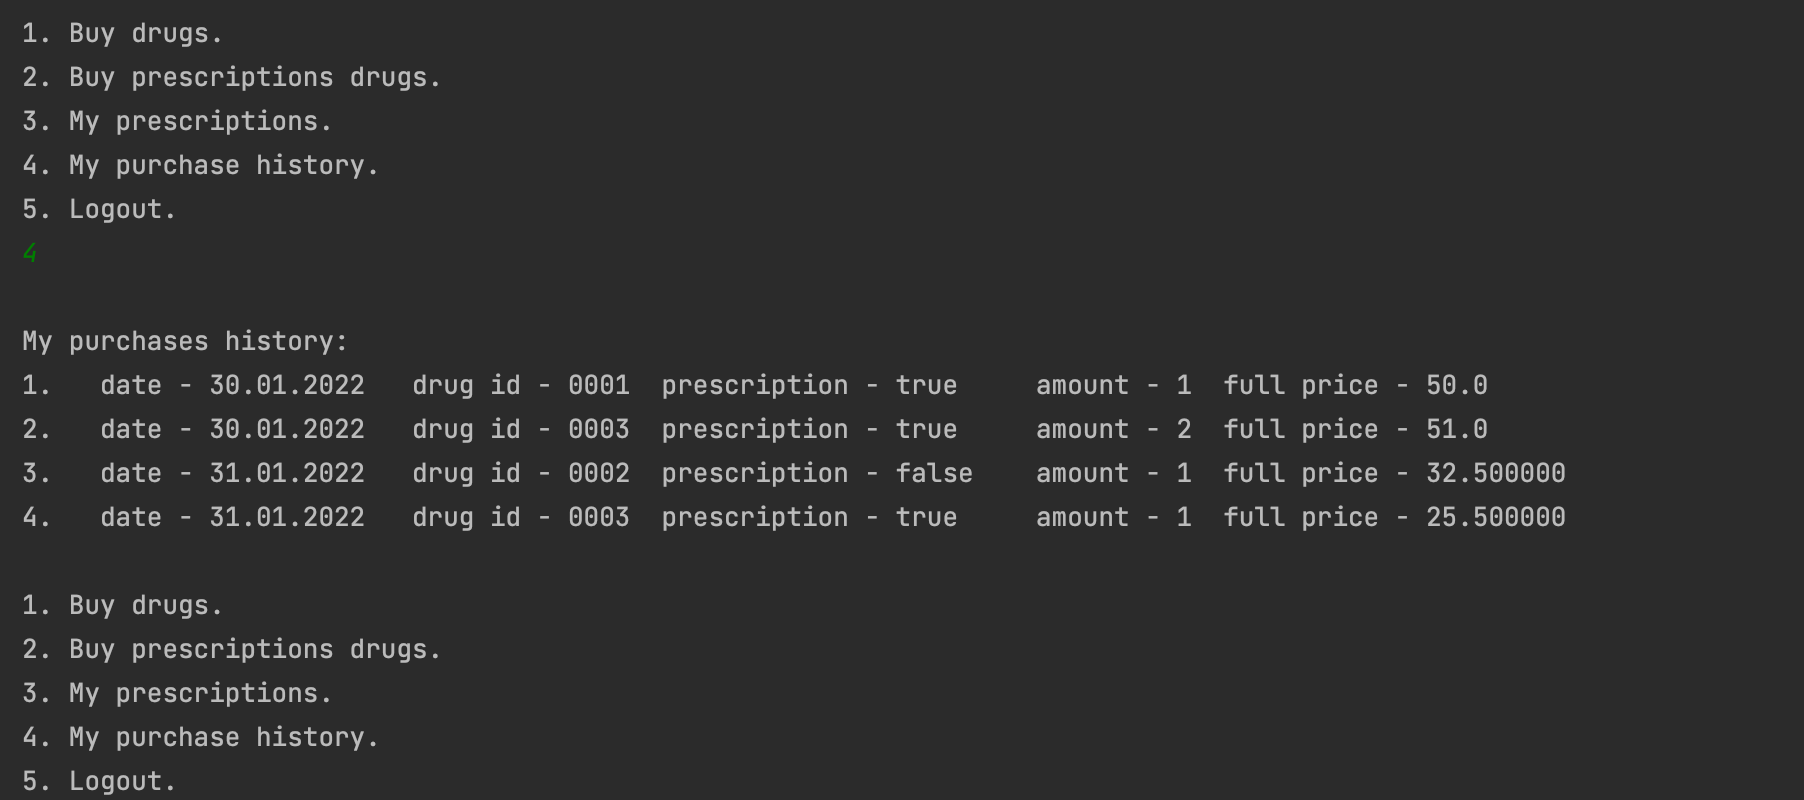 1. Buy drugs.
2. Buy prescriptions drugs.
3. My prescriptions.
4. My purchase history.
5. Logout.
4
My purchases history:
1.   date - 30.01.2022   drug id - 0001  prescription - true     amount - 1  full price - 50.0
2.   date - 30.01.2022   drug id - 0003  prescription - true     amount - 2  full price - 51.0
3.   date - 31.01.2022   drug id - 0002  prescription - false    amount - 1  full price - 32.500000
4.   date - 31.01.2022   drug id - 0003  prescription - true     amount - 1  full price - 25.500000
1. Buy drugs.
2. Buy prescriptions drugs.
3. My prescriptions.
4. My purchase history.
5. Logout.